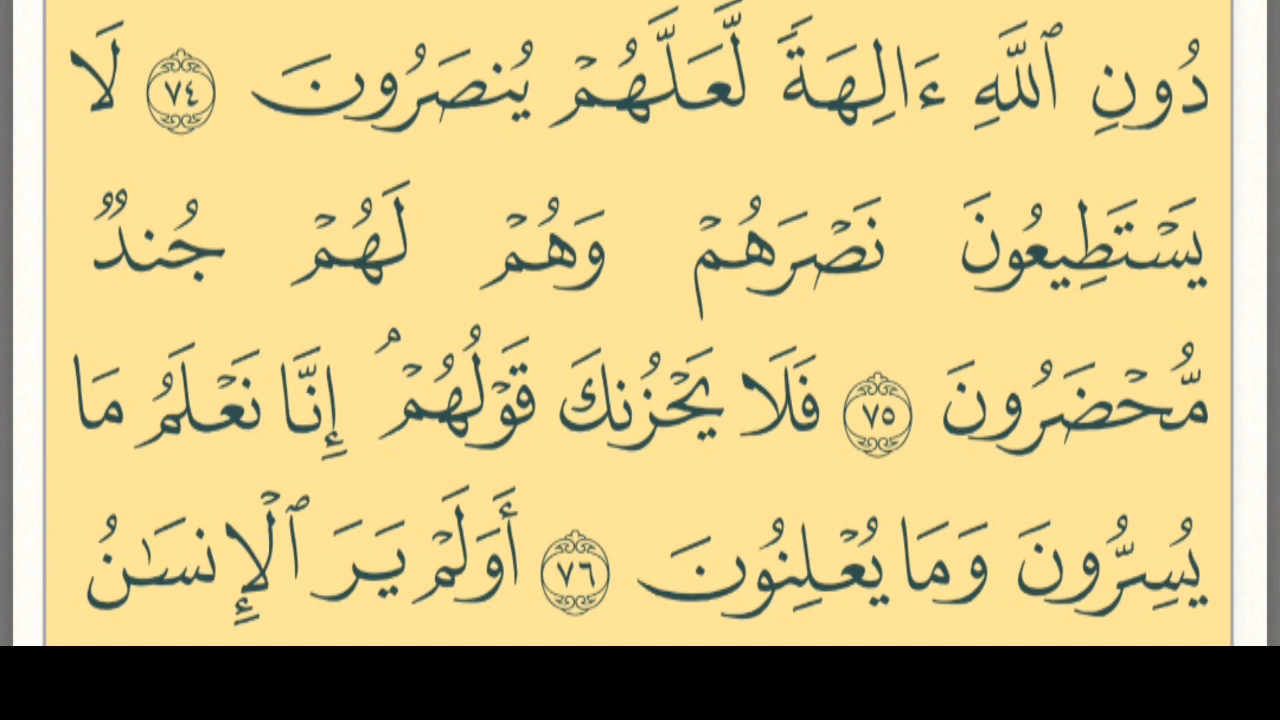 دُونِ ٱللَّهِ ءَالِهَةً لَّعَلَّهُمْ يُنصَرُونَ ٧٤ لَا
يَسْتَطِيعُونَ نَصْرَهُمْ وَهُمْ لَهُمْ جُندٌ
مُّحْضَرُونَ ٧٥ فَلَا يَحْزُنكَ قَوْلُهُمْ ۘ إِنَّا نَعْلَمُ مَا
يُسِرُّونَ وَمَا يُعْلِنُونَ ٧٦ أَوَلَمْ يَرَ ٱلْإِنسَٰنُ